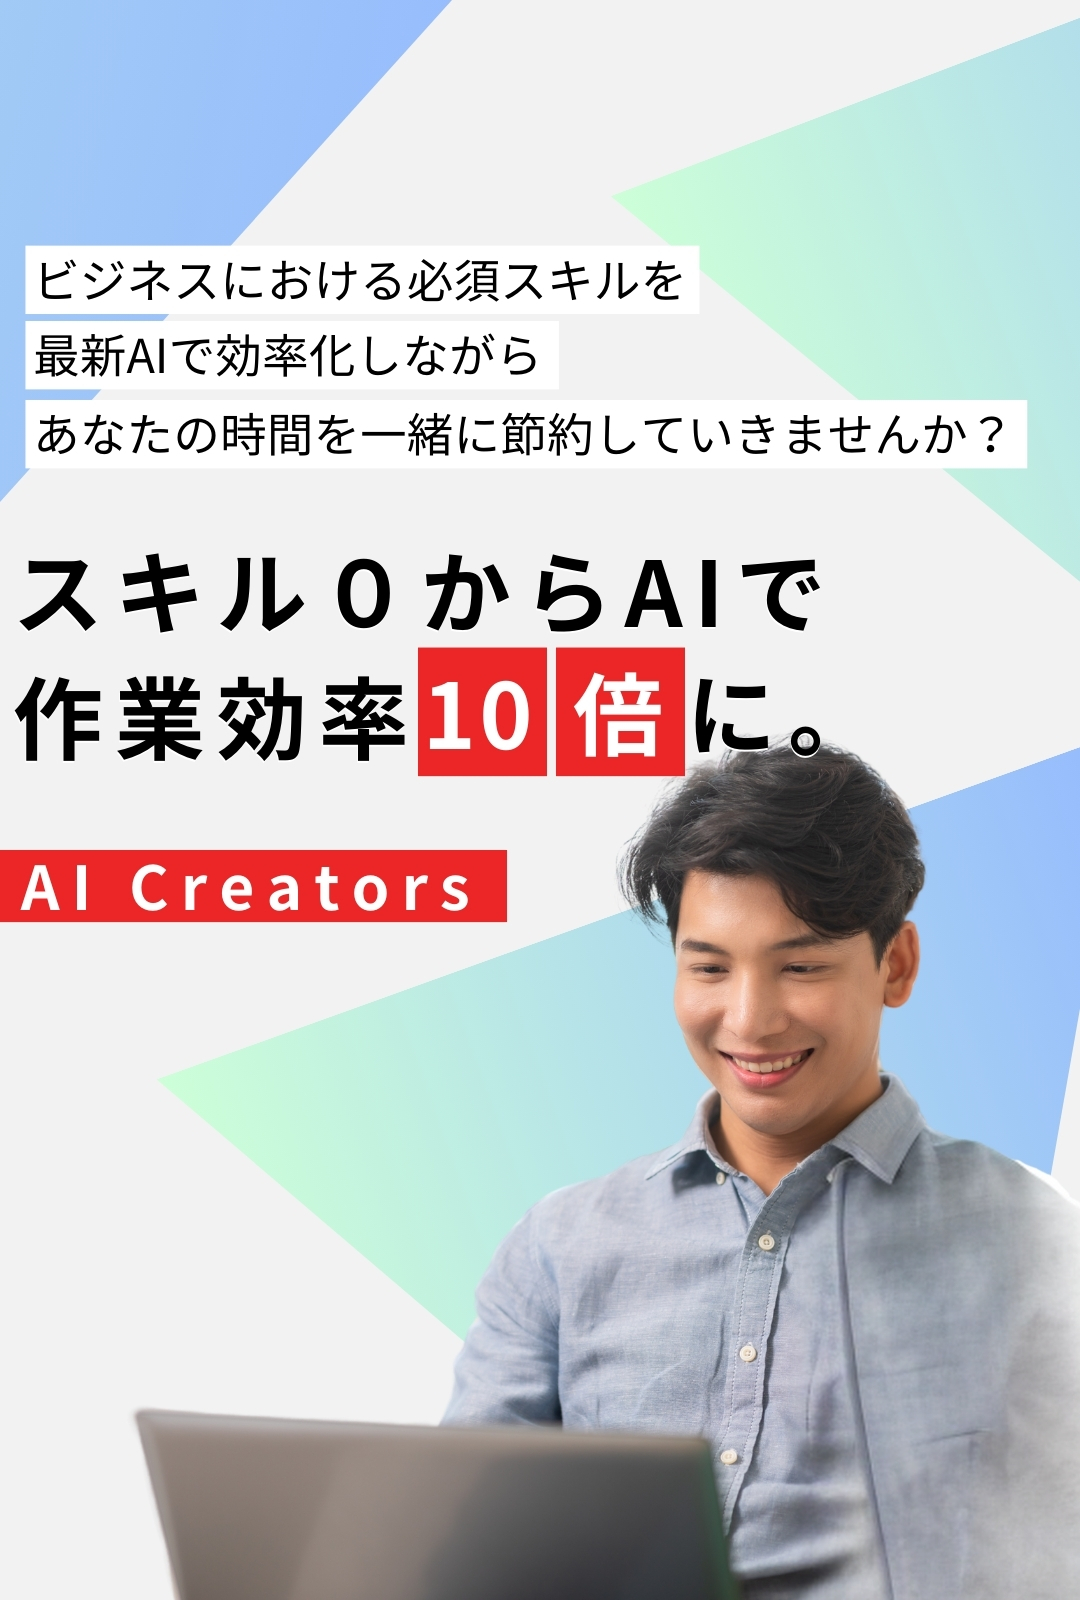 ビジネスにおける必須スキルを
最新AIで効率化しながら
あなたの時間を一緒に節約していきませんか？
スキル０からAIで
作業効率10倍に。
AI Creators